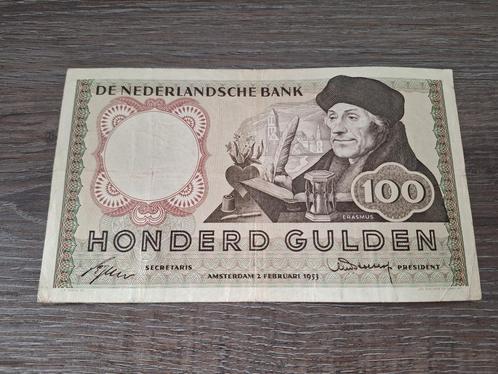 DE NEDERLANDSCHE BANK
100
ERASMUS
HONDERD GULDEN
SECRETARIS
AMSTERDAM 2 FEBRUARI 1953
PRESIDENT